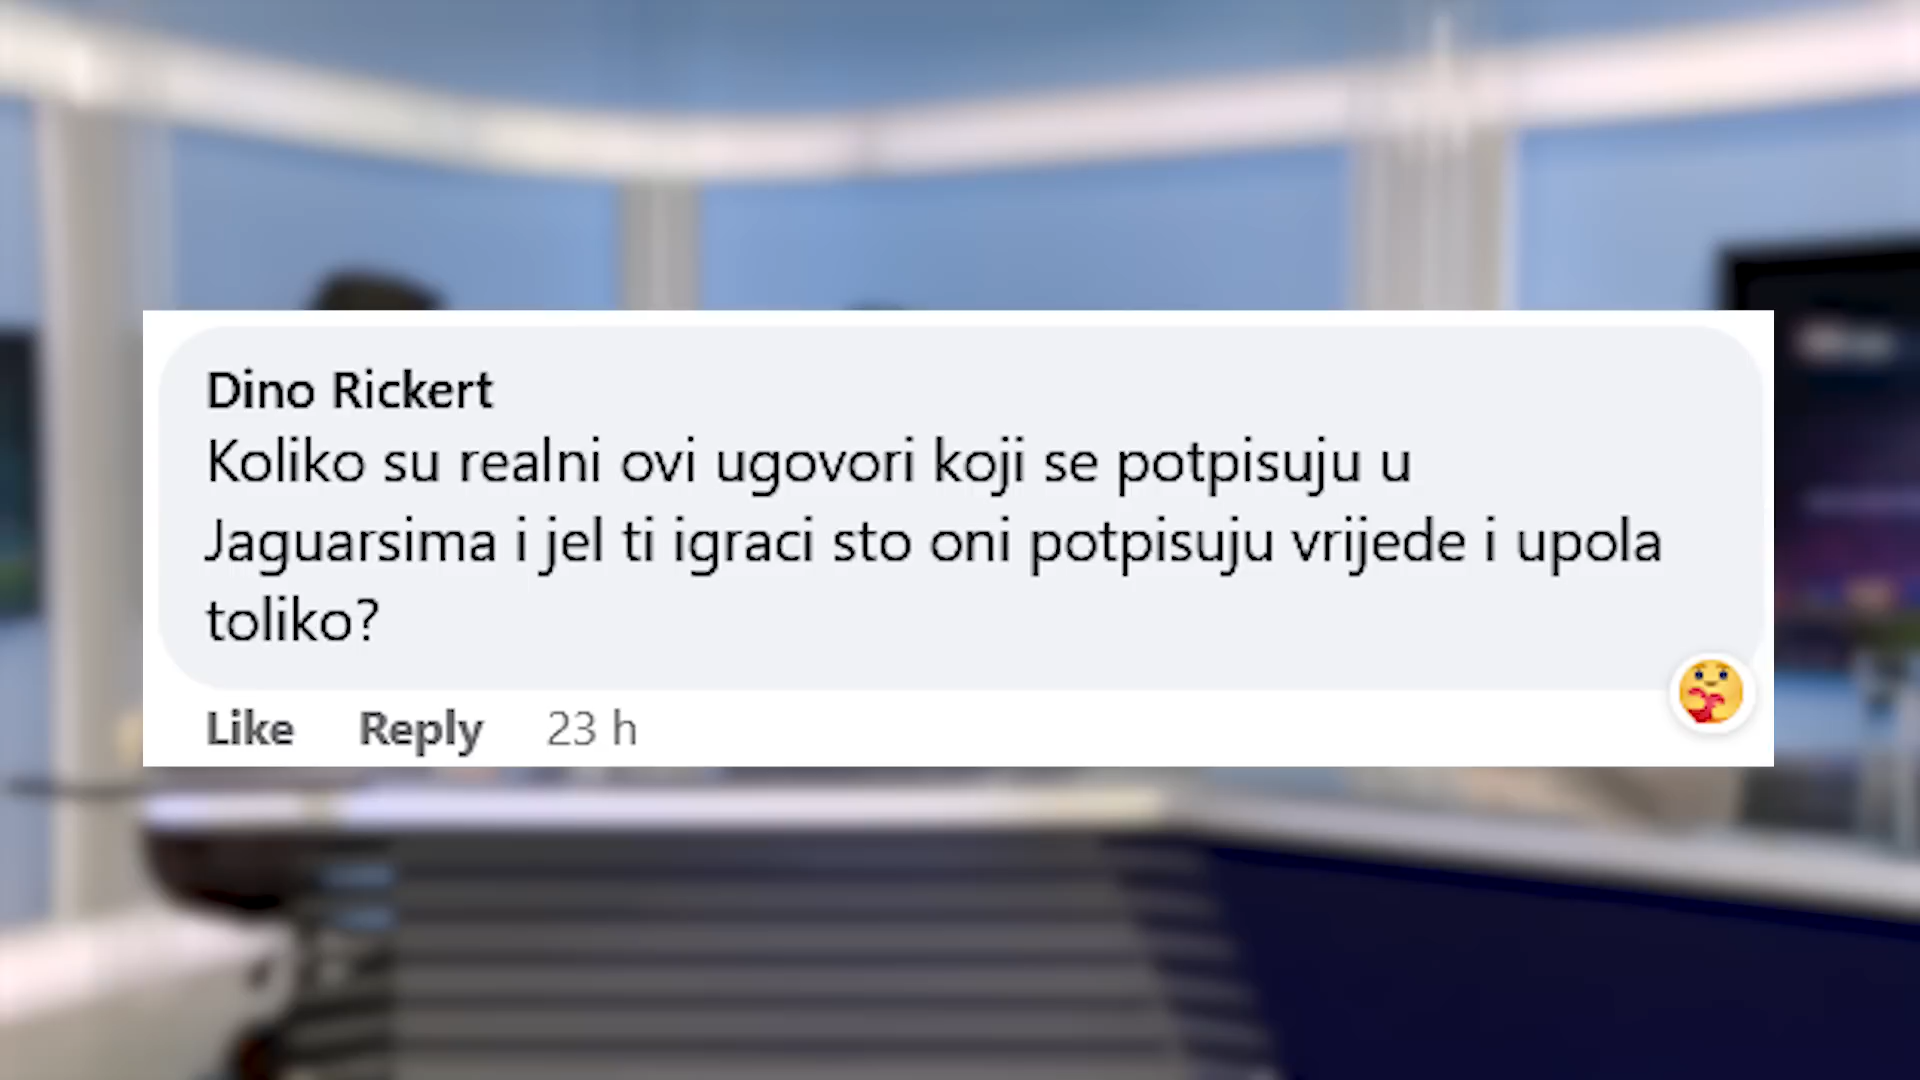 Dino Rickert
Koliko su realni ovi ugovori koji se potpisuju u
Jaguarsima i jel ti igraci sto oni potpisuju vrijede i upola
toliko?
Like Reply 23 h